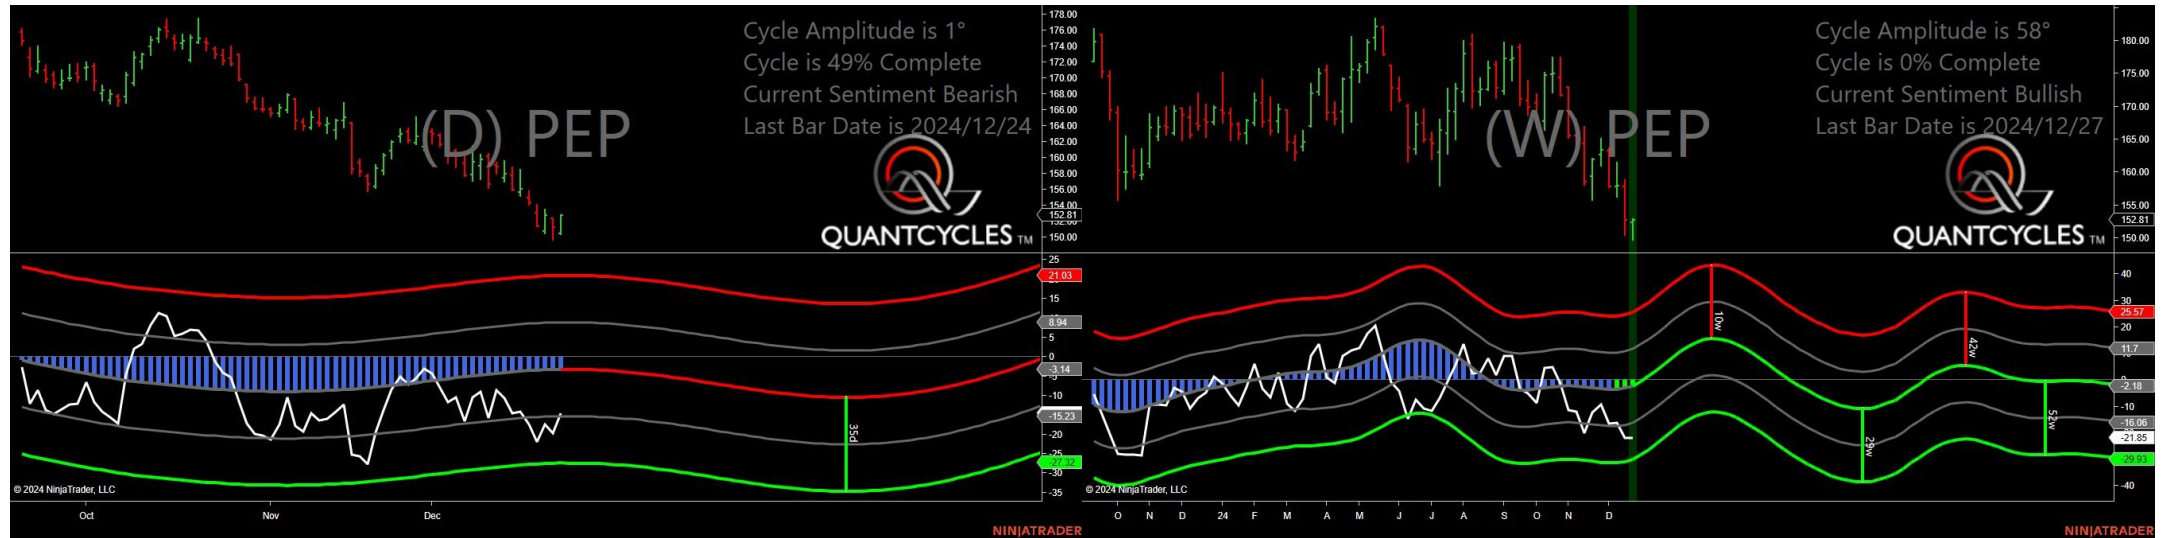 Cycle Amplitude is 1°
Cycle is 49% Complete
Current Sentiment Bearish
Last Bar Date is 2024/12/24
(D) PEP
QUANTCYCLES TM
178.00
176.00
174.00
172.00
170.00
168.00
166.00
164.00
162.00
160.00
158.00
156.00
154.00
152.81
150.00
25
21.03
15
8.94
5
0
-3.14
-5
-10
-15.23
-20
-25
-27.32
-30
-35
35d
© 2024 NinjaTrader, LLC
Oct Nov Dec
NINJATRADER
Cycle Amplitude is 58°
Cycle is 0% Complete
Current Sentiment Bullish
Last Bar Date is 2024/12/27
(W) PEP
QUANTCYCLES TM
180.00
175.00
170.00
165.00
160.00
155.00
152.81
150.00
40
30
25.57
20
11.7
0
-2.18
-10
-16.06
-21.85
-29.93
-40
10w
29w
42w
52w
© 2024 NinjaTrader, LLC
O N D 24 F M A M J J A S O N D
NINJATRADER